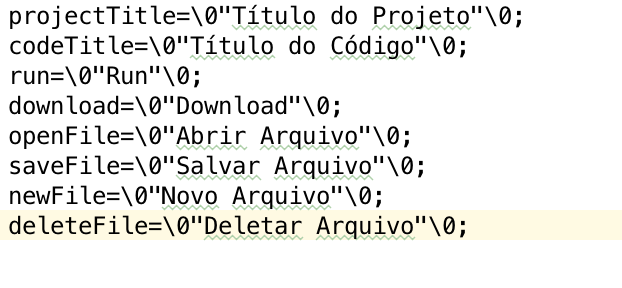 projectTitle=\0"Título do Projeto"\0;
codeTitle=\0"Título do Código"\0;
run=\0"Run"\0;
download=\0"Download"\0;
openFile=\0"Abrir Arquivo"\0;
saveFile=\0"Salvar Arquivo"\0;
newFile=\0"Novo Arquivo"\0;
deleteFile=\0"Deletar Arquivo"\0;